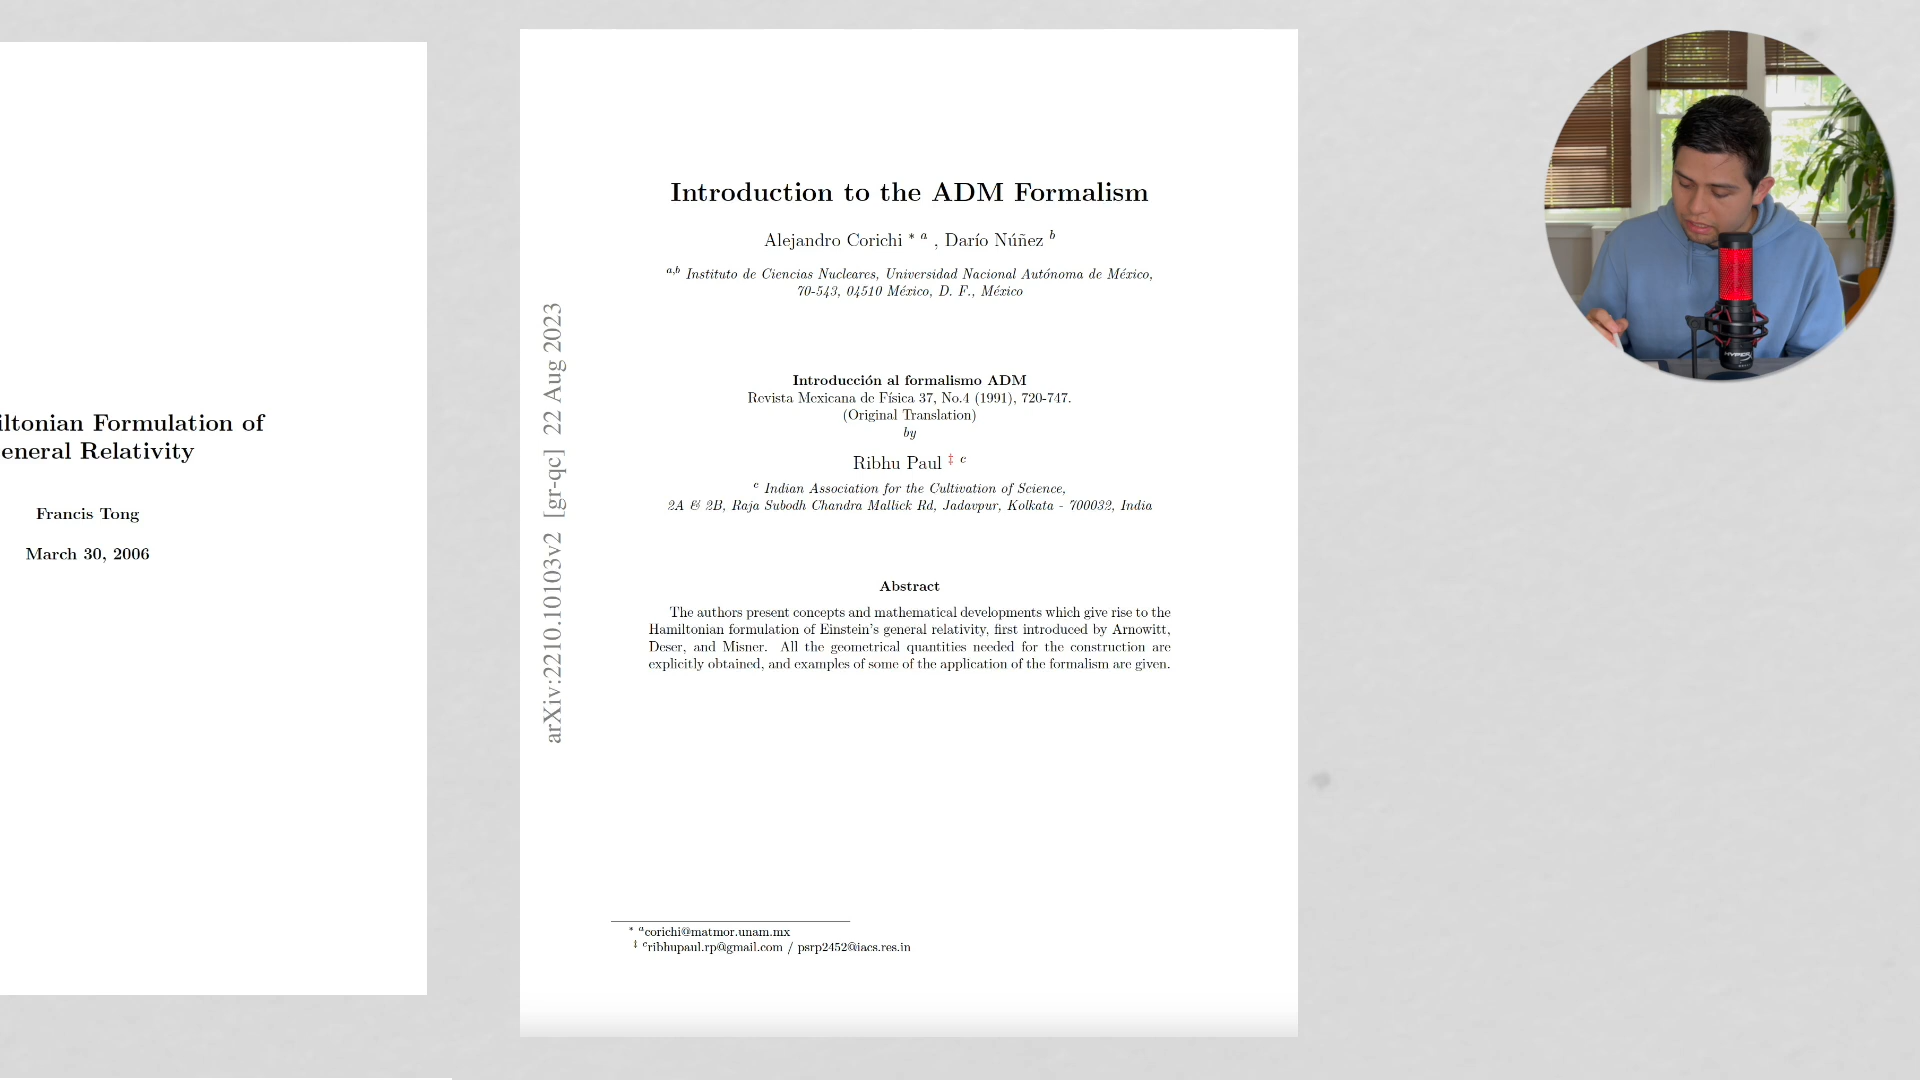 iltonian Formulation of
eneral Relativity
Francis Tong
March 30, 2006
arXiv:2210.10103v2 [gr-qc] 22 Aug 2023
Introduction to the ADM Formalism
Alejandro Corichi * a , Darío Núñez b
a,b Instituto de Ciencias Nucleares, Universidad Nacional Autónoma de México,
70-543, 04510 México, D. F., México
Introducción al formalismo ADM
Revista Mexicana de Física 37, No.4 (1991), 720-747.
(Original Translation)
by
Ribhu Paul ‡ c
c Indian Association for the Cultivation of Science,
2A & 2B, Raja Subodh Chandra Mallick Rd, Jadavpur, Kolkata - 700032, India
Abstract
The authors present concepts and mathematical developments which give rise to the
Hamiltonian formulation of Einstein's general relativity, first introduced by Arnowitt,
Deser, and Misner. All the geometrical quantities needed for the construction are
explicitly obtained, and examples of some of the application of the formalism are given.
* a corichi@matmor.unam.mx
‡ c ribhupaul.rp@gmail.com / psrp2452@iacs.res.in
HYPERX